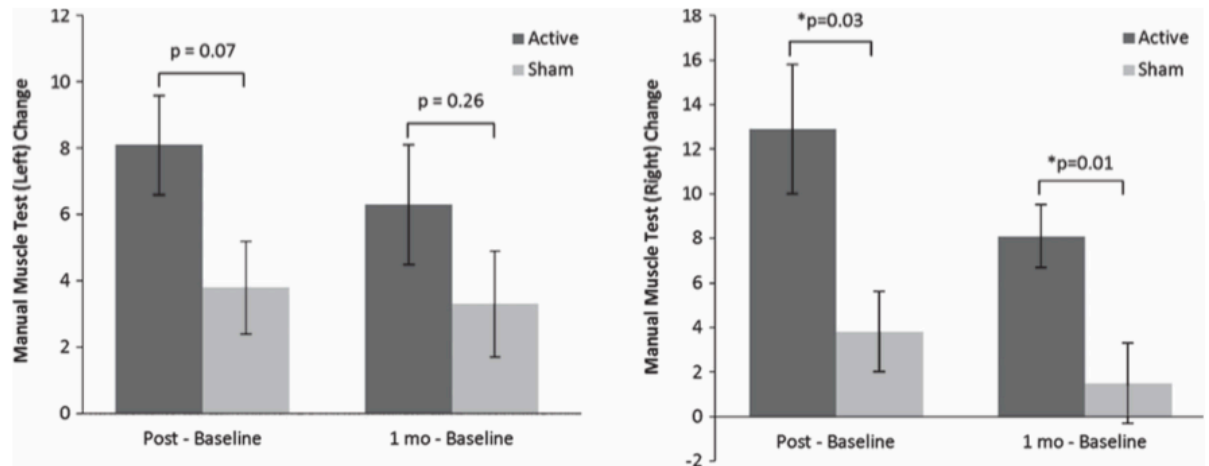 Manual Muscle Test (Left) Change
12
10
8
6
4
2
0
p = 0.07
p = 0.26
Active
Sham
Post - Baseline
1 mo - Baseline
Manual Muscle Test (Right) Change
18
16
14
12
10
8
6
4
2
0
-2
*p=0.03
*p=0.01
Active
Sham
Post - Baseline
1 mo - Baseline